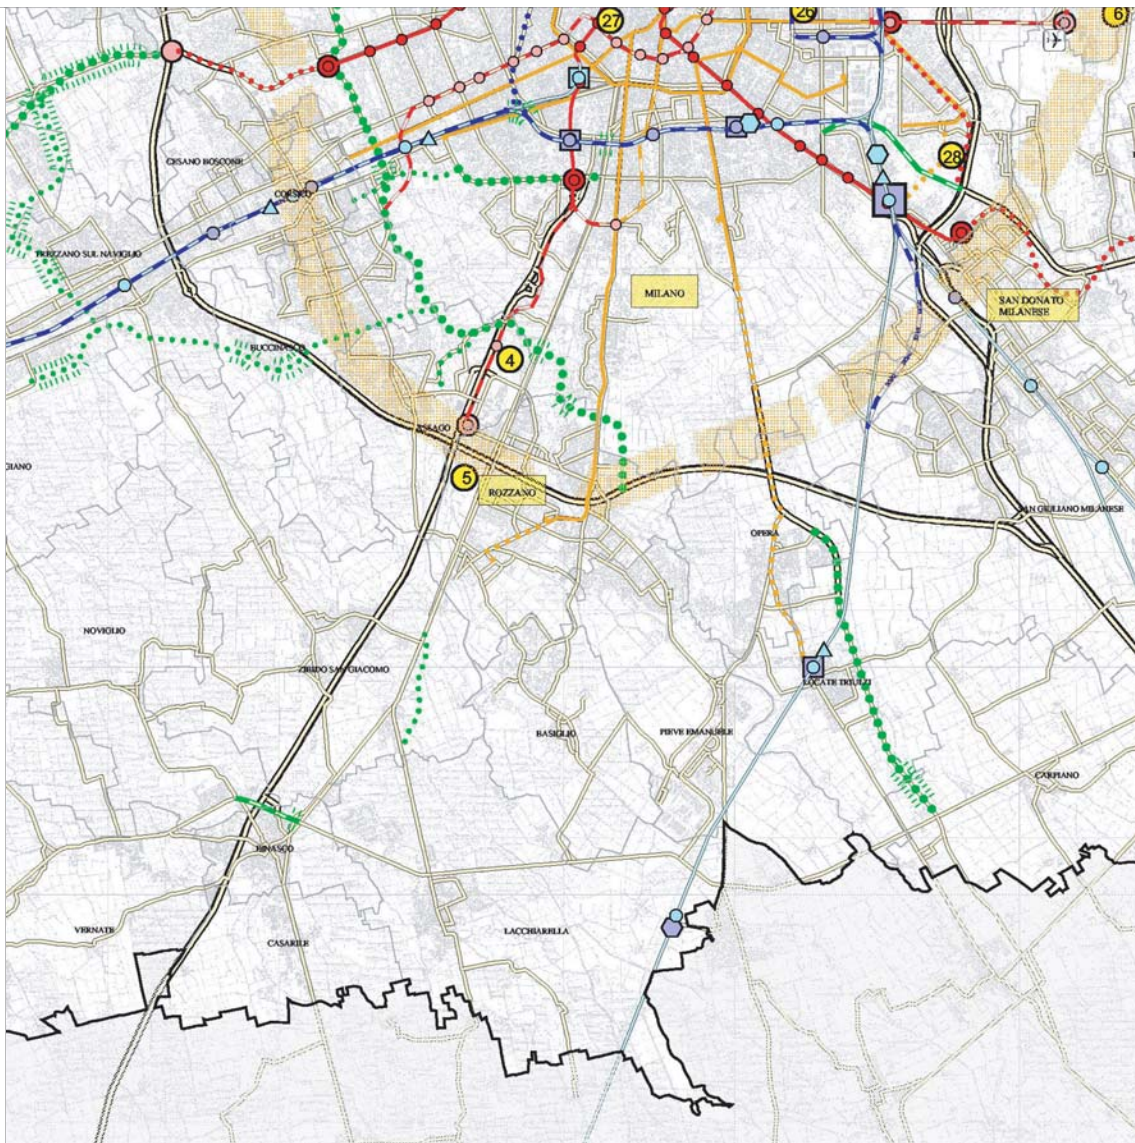 27
26
6
28
CESANO BOSCONE
CORSICO
TREZZANO SUL NAVIGLIO
MILANO
SAN DONATO
MILANESE
BUCCINASCO
4
ASSAGO
GIANO
5
ROZZANO
SAN GIULIANO MILANESE
OPERA
NOVIGLIO
ZIBIDO SAN GIACOMO
LOCATE TRIULZI
BASIGLIO
PIEVE EMANUELE
CARPIANO
BINASCO
VERNATE
CASARILE
LACCHIARELLA